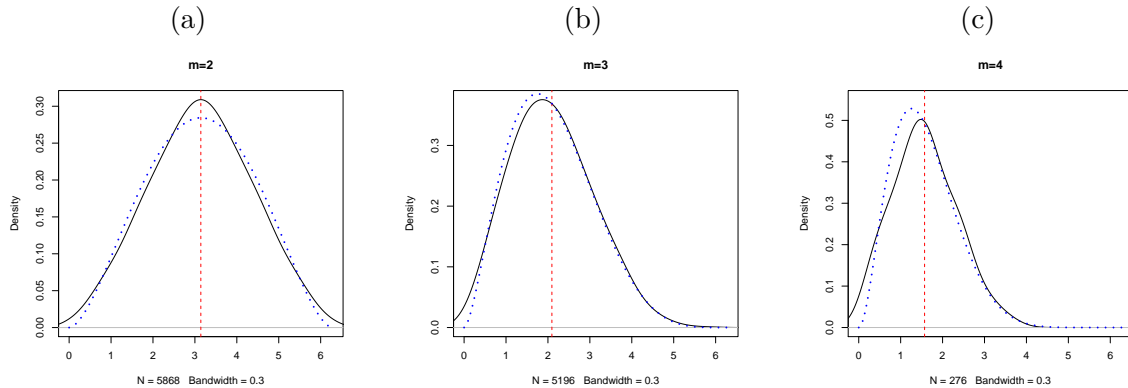 (a)
m=2
Density
0.00 0.05 0.10 0.15 0.20 0.25 0.30
0 1 2 3 4 5 6
N = 5868 Bandwidth = 0.3
(b)
m=3
Density
0.0 0.1 0.2 0.3
0 1 2 3 4 5 6
N = 5196 Bandwidth = 0.3
(c)
m=4
Density
0.0 0.1 0.2 0.3 0.4 0.5
0 1 2 3 4 5 6
N = 276 Bandwidth = 0.3